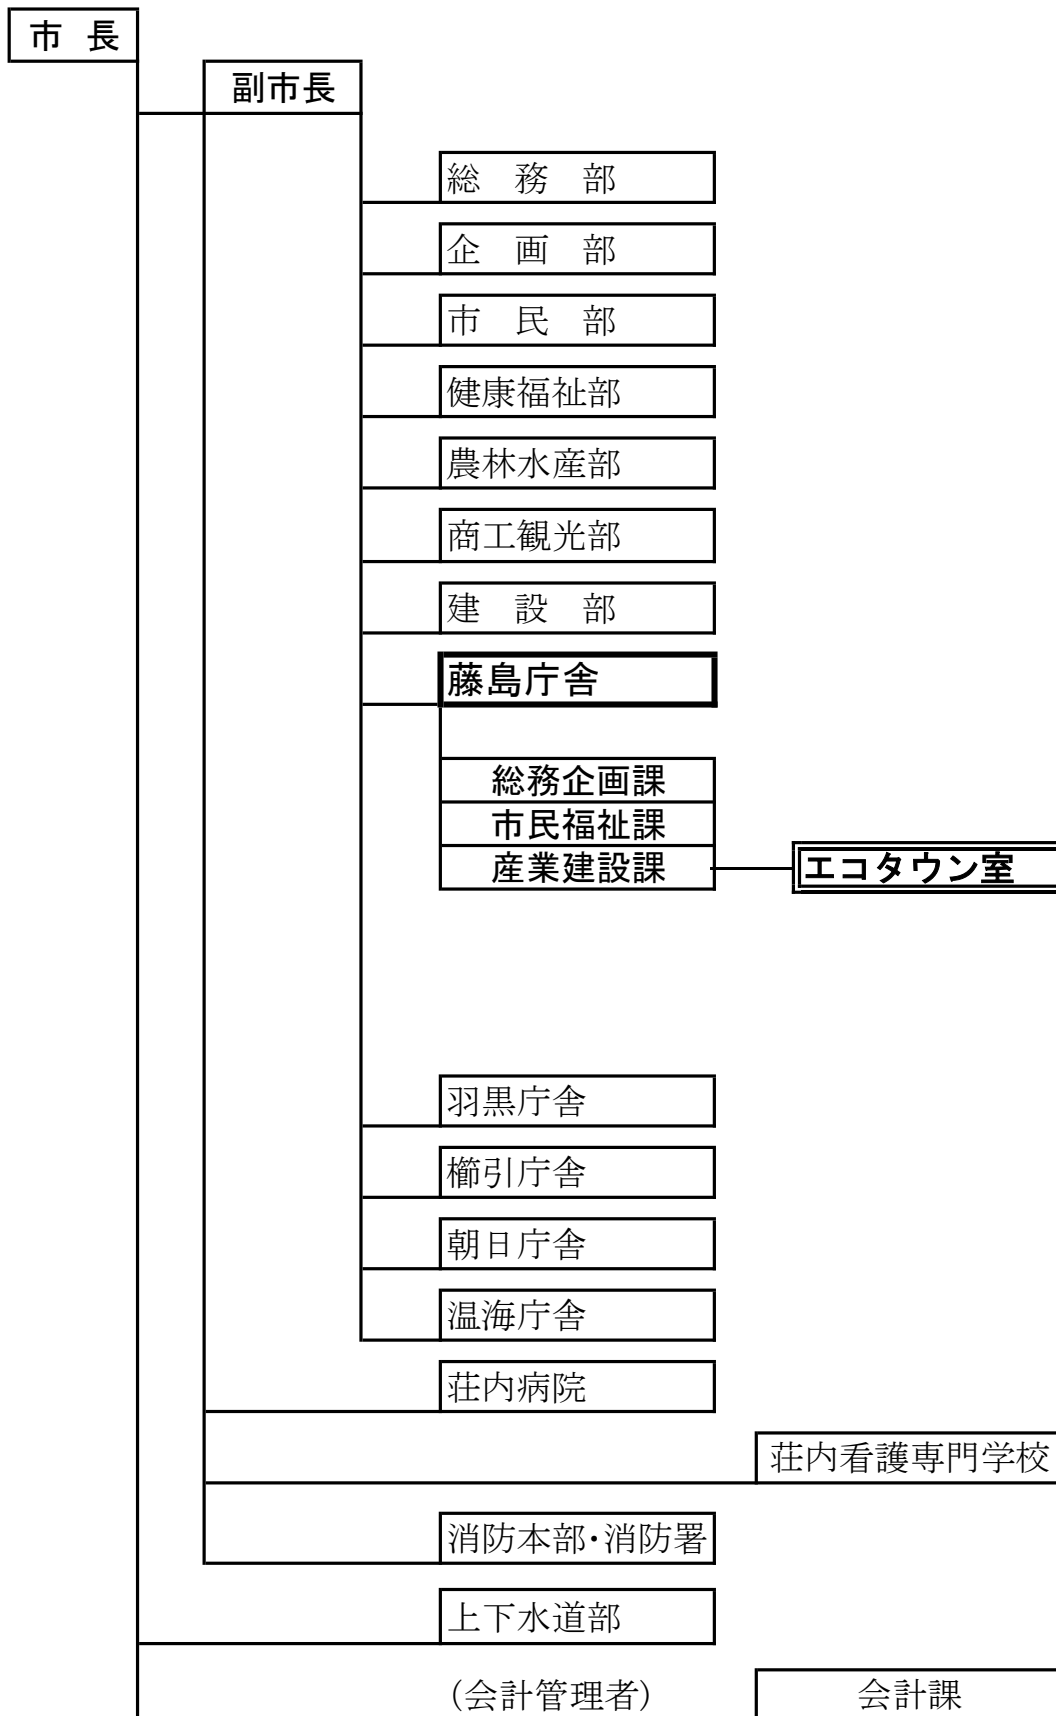 市 長
副市長
総 務 部
企 画 部
市 民 部
健康福祉部
農林水産部
商工観光部
建 設 部
藤島庁舎
総務企画課
市民福祉課
産業建設課
エコタウン室
羽黒庁舎
櫛引庁舎
朝日庁舎
温海庁舎
荘内病院
荘内看護専門学校
消防本部・消防署
上下水道部
(会計管理者) 会計課